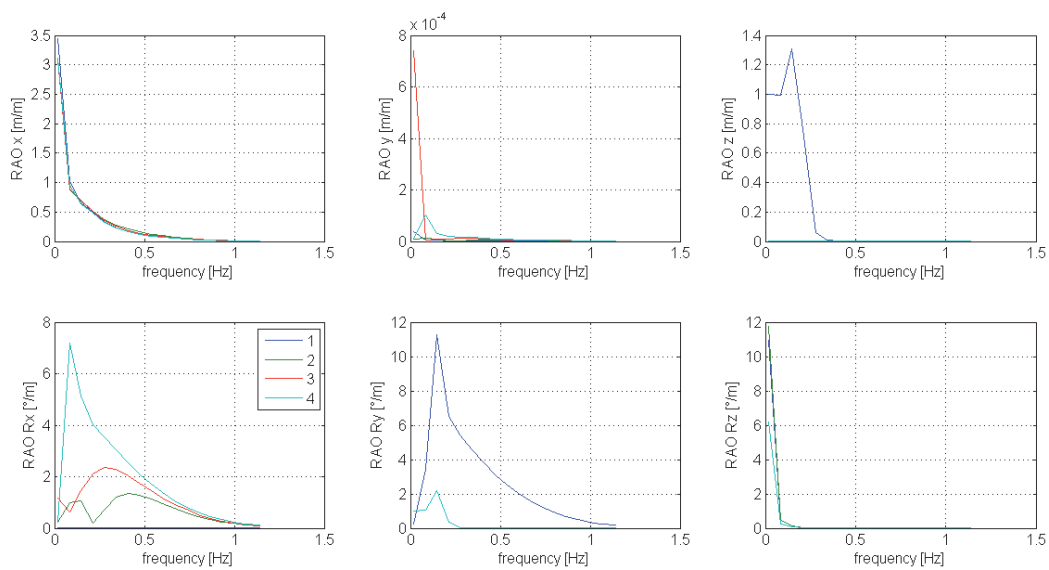 x 10⁻⁴
3.5
3
2.5
2
1.5
1
0.5
0
RAO x [m/m]
0 0.5 1 1.5
frequency [Hz]
8
6
4
2
0
RAO y [m/m]
0 0.5 1 1.5
frequency [Hz]
1.4
1.2
1
0.8
0.6
0.4
0.2
0
RAO z [m/m]
0 0.5 1 1.5
frequency [Hz]
8
6
4
2
0
RAO Rx [°/m]
1
2
3
4
0 0.5 1 1.5
frequency [Hz]
12
10
8
6
4
2
0
RAO Ry [°/m]
0 0.5 1 1.5
frequency [Hz]
12
10
8
6
4
2
0
RAO Rz [°/m]
0 0.5 1 1.5
frequency [Hz]